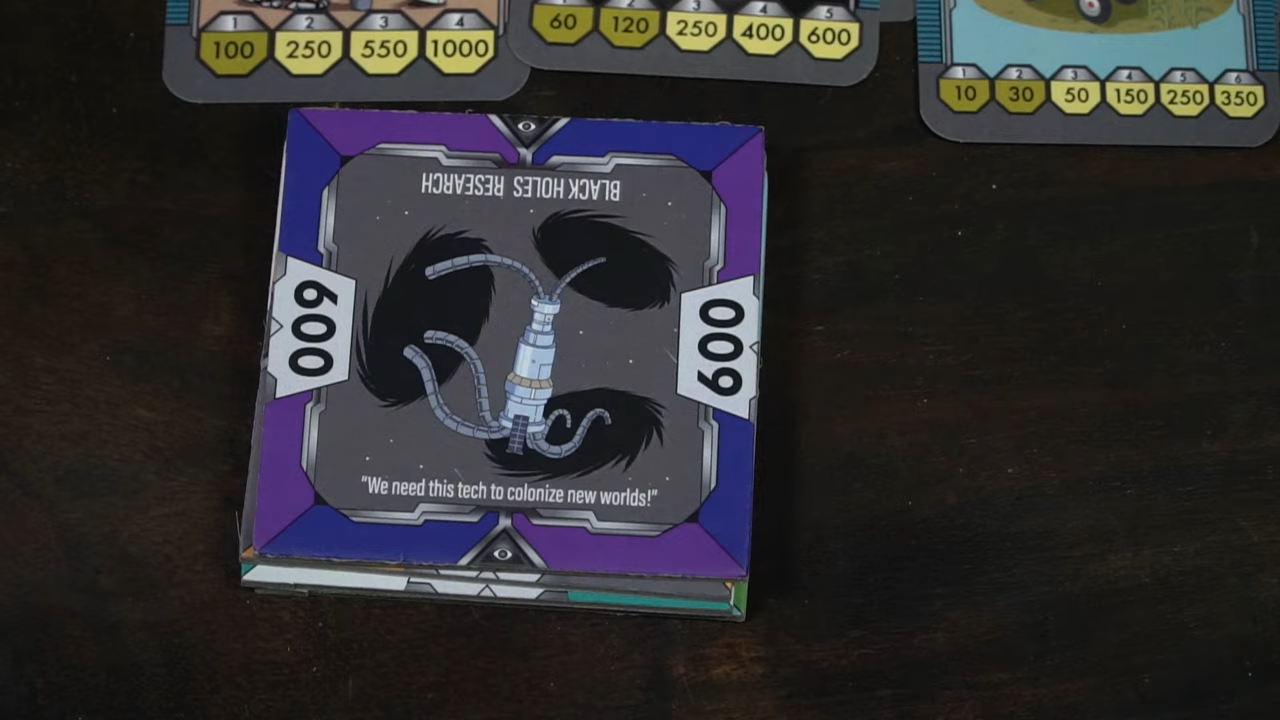 1 2 3 4
100 250 550 1000
2 3 4 5
60 120 250 400 600
1 2 3 4 5 6
10 30 50 150 250 350
BLACK HOLES RESEARCH
600
600
"We need this tech to colonize new worlds!"